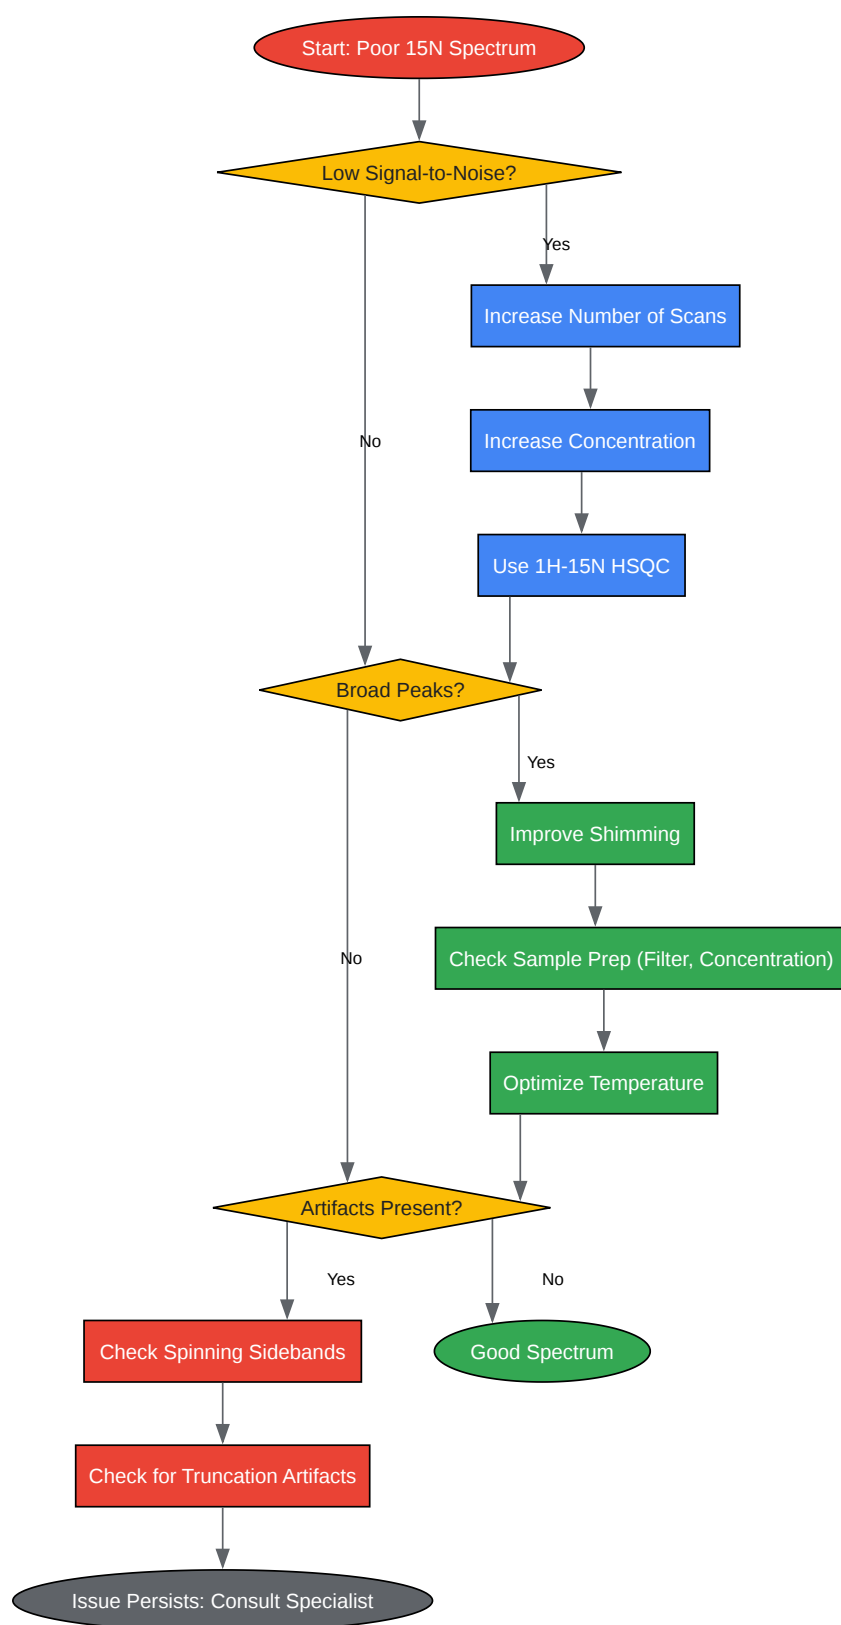 Start: Poor 15N Spectrum
Low Signal-to-Noise?
Yes
Increase Number of Scans
No
Increase Concentration
Use 1H-15N HSQC
Broad Peaks?
Yes
Improve Shimming
No
Check Sample Prep (Filter, Concentration)
Optimize Temperature
Artifacts Present?
Yes
No
Check Spinning Sidebands
Good Spectrum
Check for Truncation Artifacts
Issue Persists: Consult Specialist